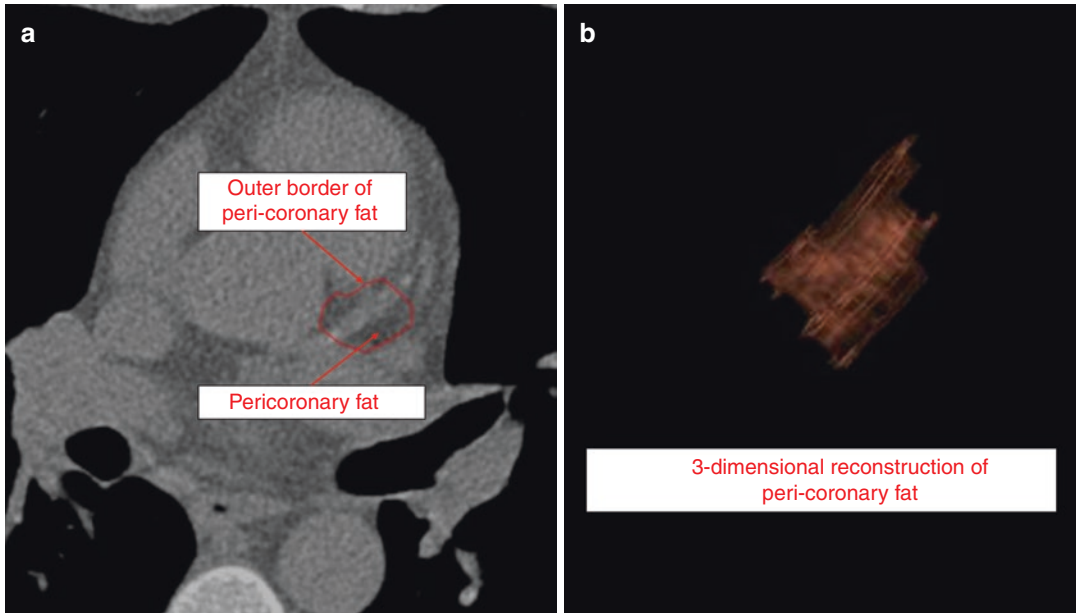 a
Outer border of
peri-coronary fat
Pericoronary fat
b
3-dimensional reconstruction of
peri-coronary fat